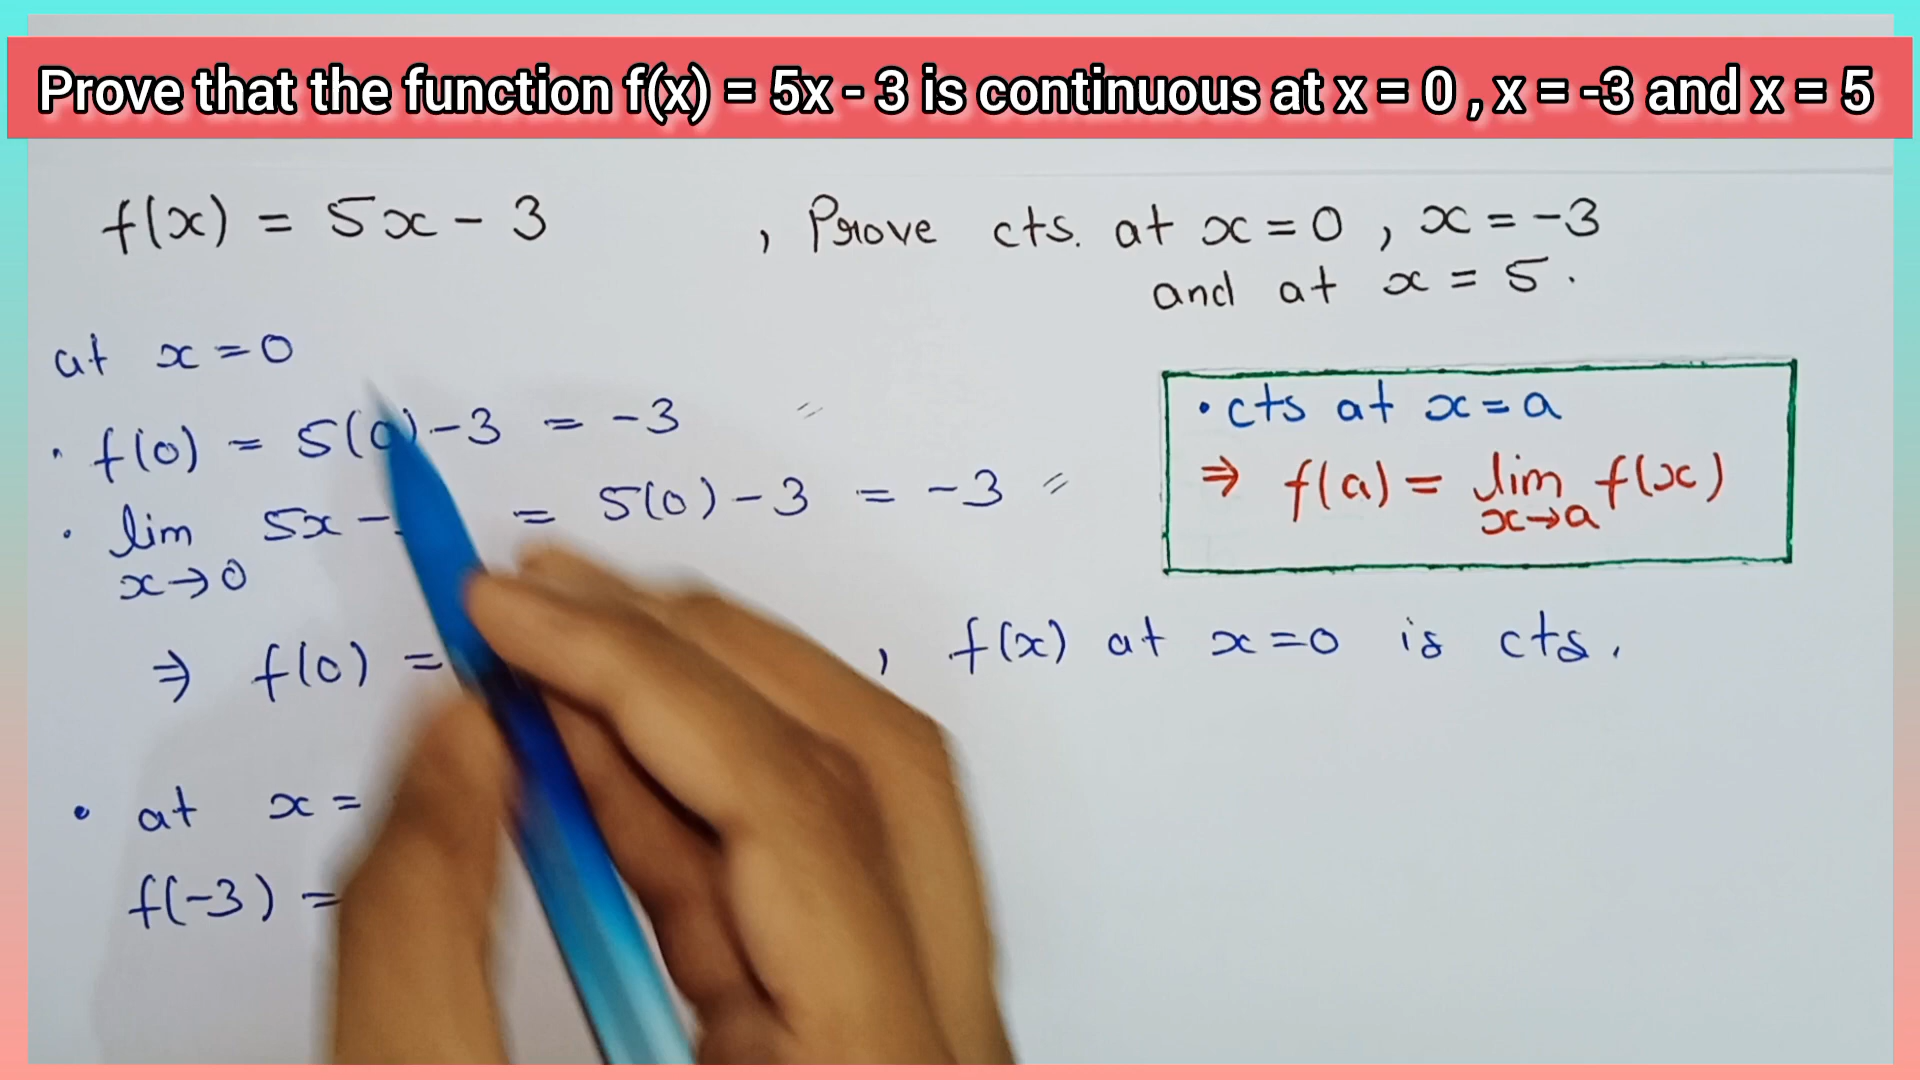 Prove that the function f(x) = 5x - 3 is continuous at x = 0 , x = -3 and x = 5
f(x) = 5x - 3 , Prove cts. at x = 0 , x = -3
and at x = 5 .
at x = 0
• f(0) = 5(0) - 3 = -3
• lim 5x - = 5(0) - 3 = -3
x→0
⇒ f(0) = , f(x) at x = 0 is cts.
• at x =
f(-3) =
• cts at x = a
⇒ f(a) = lim f(x)
x→a